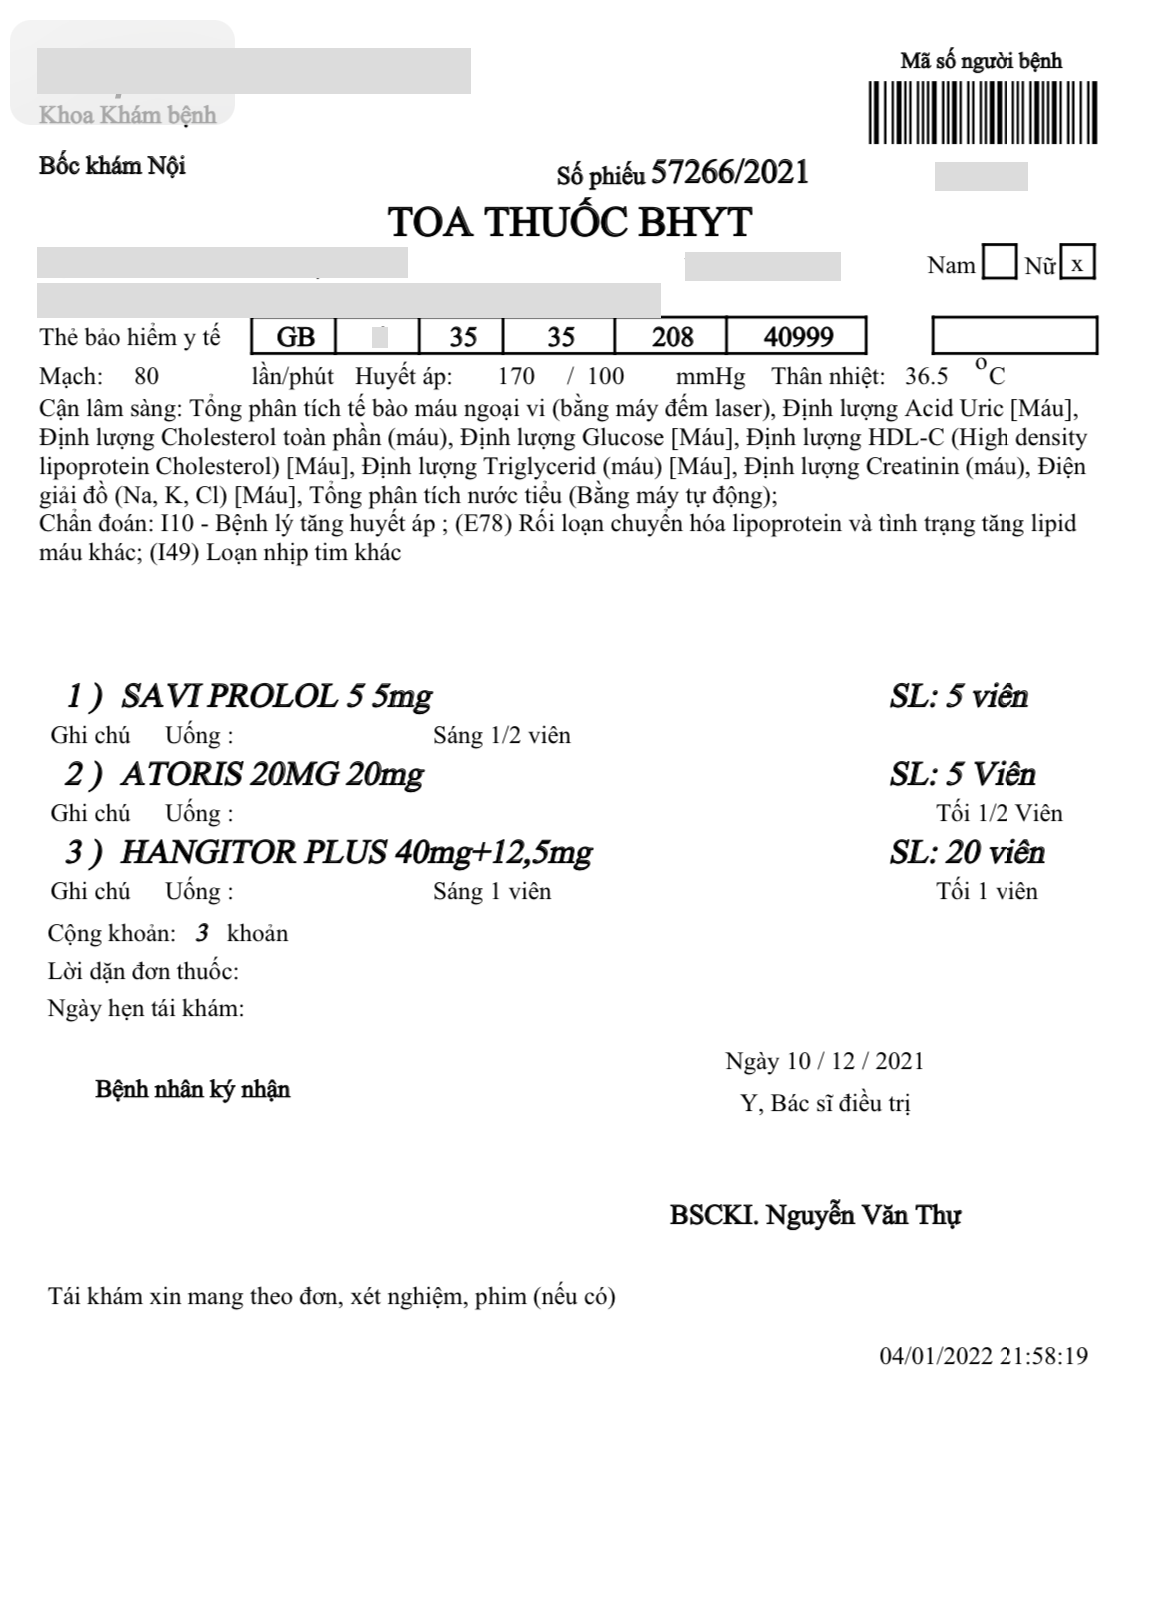 Mã số người bệnh
Khoa Khám bệnh
Bốc khám Nội
Số phiếu 57266/2021
TOA THUỐC BHYT
Nam Nữ x
Thẻ bảo hiểm y tế GB 35 35 208 40999
Mạch: 80 lần/phút Huyết áp: 170 / 100 mmHg Thân nhiệt: 36.5 °C
Cận lâm sàng: Tổng phân tích tế bào máu ngoại vi (bằng máy đếm laser), Định lượng Acid Uric [Máu],
Định lượng Cholesterol toàn phần (máu), Định lượng Glucose [Máu], Định lượng HDL-C (High density
lipoprotein Cholesterol) [Máu], Định lượng Triglycerid (máu) [Máu], Định lượng Creatinin (máu), Điện
giải đồ (Na, K, Cl) [Máu], Tổng phân tích nước tiểu (Bằng máy tự động);
Chẩn đoán: I10 - Bệnh lý tăng huyết áp ; (E78) Rối loạn chuyển hóa lipoprotein và tình trạng tăng lipid
máu khác; (I49) Loạn nhịp tim khác
1 ) SAVI PROLOL 5 5mg SL: 5 viên
Ghi chú Uống : Sáng 1/2 viên
2 ) ATORIS 20MG 20mg SL: 5 Viên
Ghi chú Uống : Tối 1/2 Viên
3 ) HANGITOR PLUS 40mg+12,5mg SL: 20 viên
Ghi chú Uống : Sáng 1 viên Tối 1 viên
Cộng khoản: 3 khoản
Lời dặn đơn thuốc:
Ngày hẹn tái khám:
Ngày 10 / 12 / 2021
Bệnh nhân ký nhận
Y, Bác sĩ điều trị
BSCKI. Nguyễn Văn Thự
Tái khám xin mang theo đơn, xét nghiệm, phim (nếu có)
04/01/2022 21:58:19